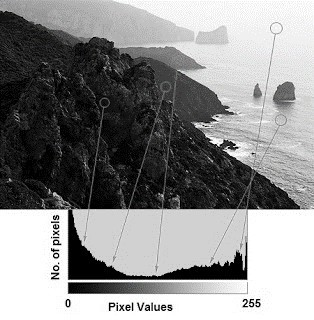 No. of pixels
0
255
Pixel Values